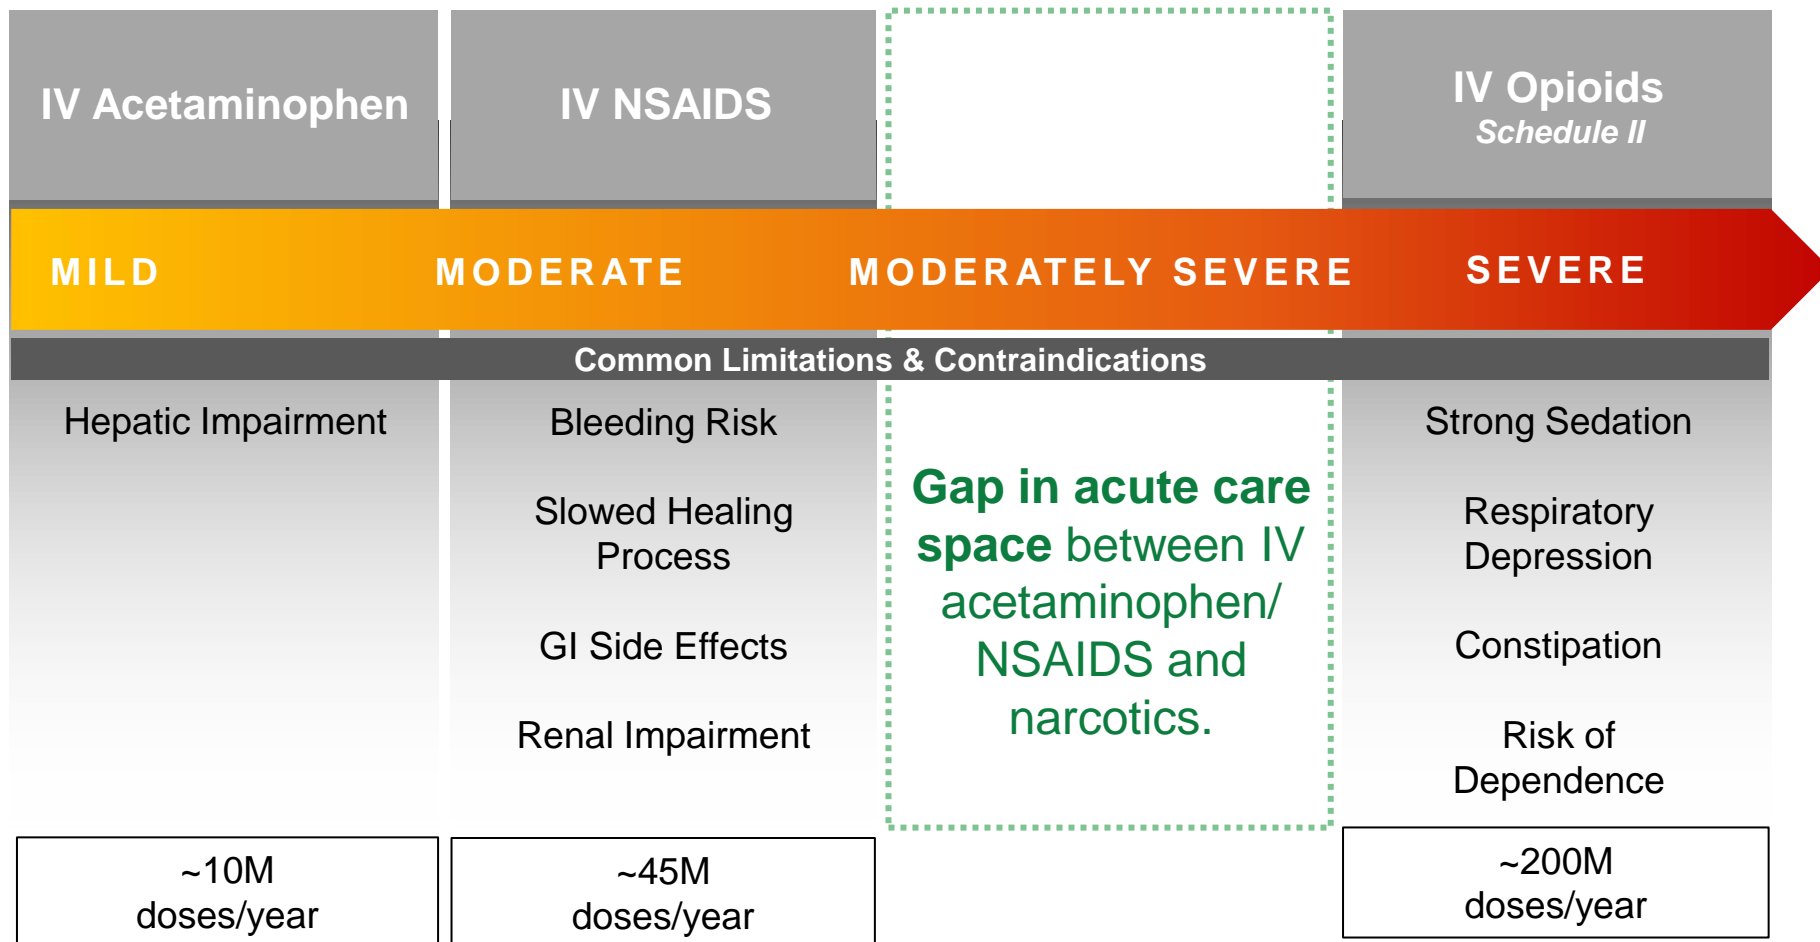 IV Acetaminophen
IV NSAIDS
IV Opioids
Schedule II
MILD
MODERATE
MODERATELY SEVERE
SEVERE
Common Limitations & Contraindications
Hepatic Impairment
Bleeding Risk
Slowed Healing
Process
GI Side Effects
Renal Impairment
Gap in acute care
space between IV
acetaminophen/
NSAIDS and
narcotics.
Strong Sedation
Respiratory
Depression
Constipation
Risk of
Dependence
~10M
doses/year
~45M
doses/year
~200M
doses/year